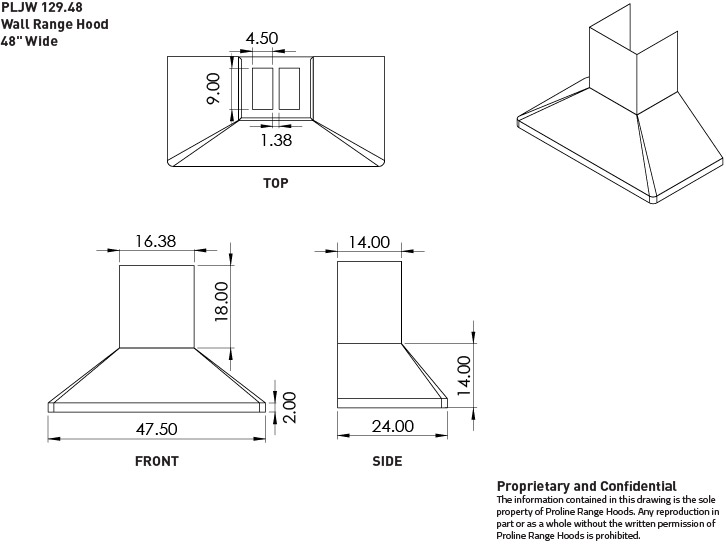 PLJW 129.48
Wall Range Hood
48" Wide
4.50
9.00
1.38
TOP
16.38
18.00
2.00
47.50
FRONT
14.00
14.00
24.00
SIDE
Proprietary and Confidential
The information contained in this drawing is the sole
property of Proline Range Hoods. Any reproduction in
part or as a whole without the written permission of
Proline Range Hoods is prohibited.